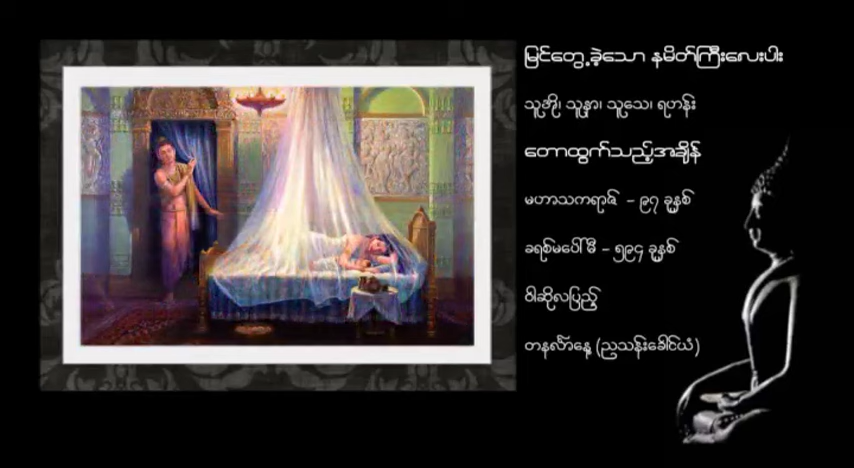 မြင်တွေ့ခဲ့သော နမိတ်ကြီးလေးပါး
သူအို၊ သူနာ၊ သူသေ၊ ရဟန်း
တောထွက်သည့်အချိန်
မဟာသကရာဇ် - ၉၇ ခုနှစ်
ခရစ်မပေါ်မီ - ၅၉၄ ခုနှစ်
ဝါဆိုလပြည့်
တနင်္လာနေ့ (ညသန်းခေါင်ယံ)